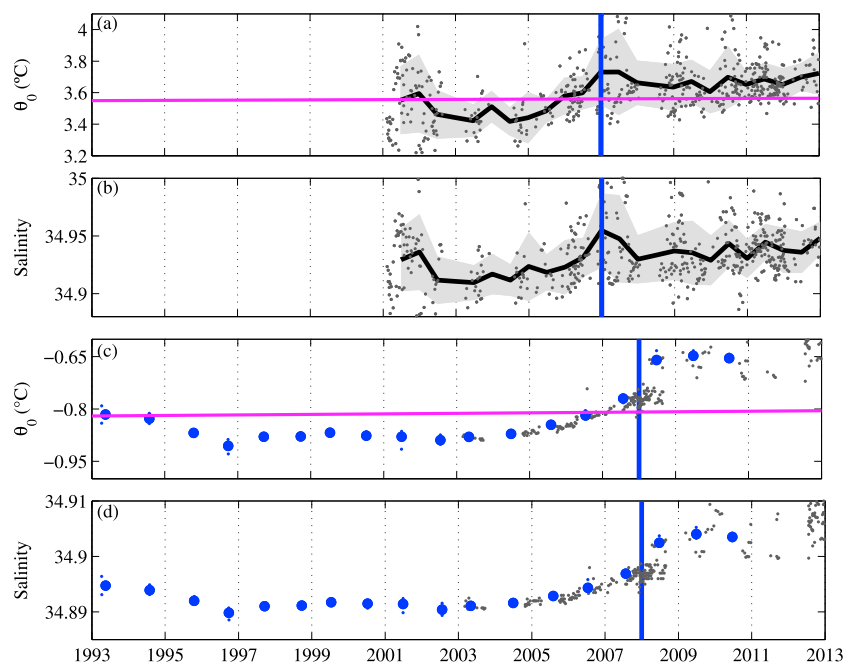 (a)
4
3.8
3.6
3.4
3.2
θ0 (ºC)
(b)
35
34.95
34.9
Salinity
(c)
−0.65
−0.8
−0.95
θ0 (ºC)
(d)
34.91
34.9
34.89
Salinity
1993 1995 1997 1999 2001 2003 2005 2007 2009 2011 2013